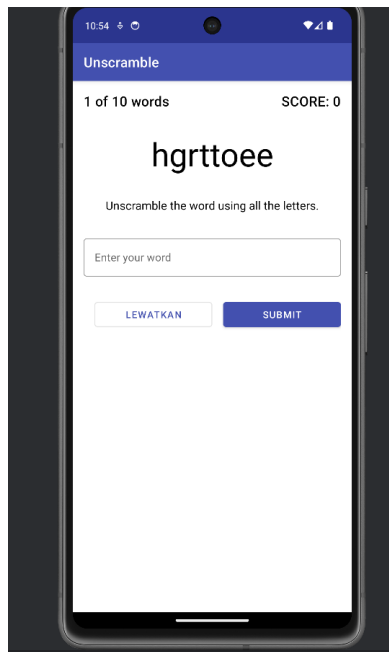 10:54
Unscramble
1 of 10 words SCORE: 0
hgrttoee
Unscramble the word using all the letters.
Enter your word
LEWATKAN SUBMIT